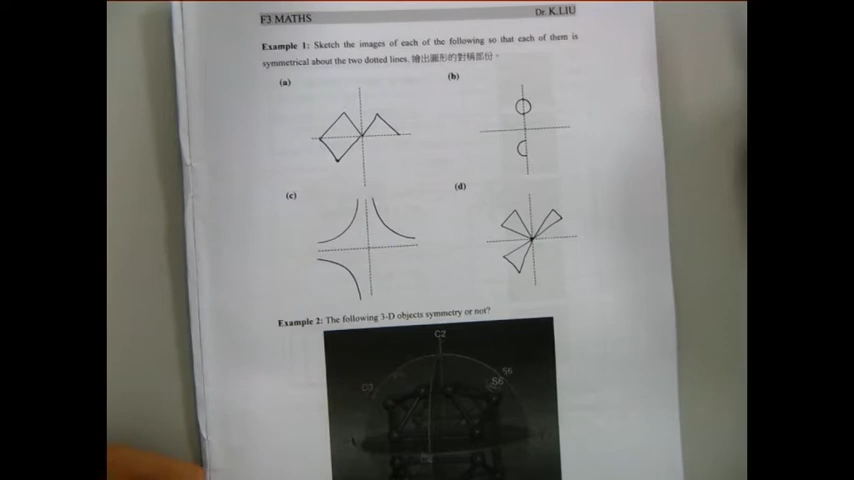 F3 MATHS Dr. K.LIU
Example 1: Sketch the images of each of the following so that each of them is
symmetrical about the two dotted lines. 繪出圖形的對稱部份。
(a) (b)
(c) (d)
Example 2: The following 3-D objects symmetry or not?
C2
C3 S6 S6